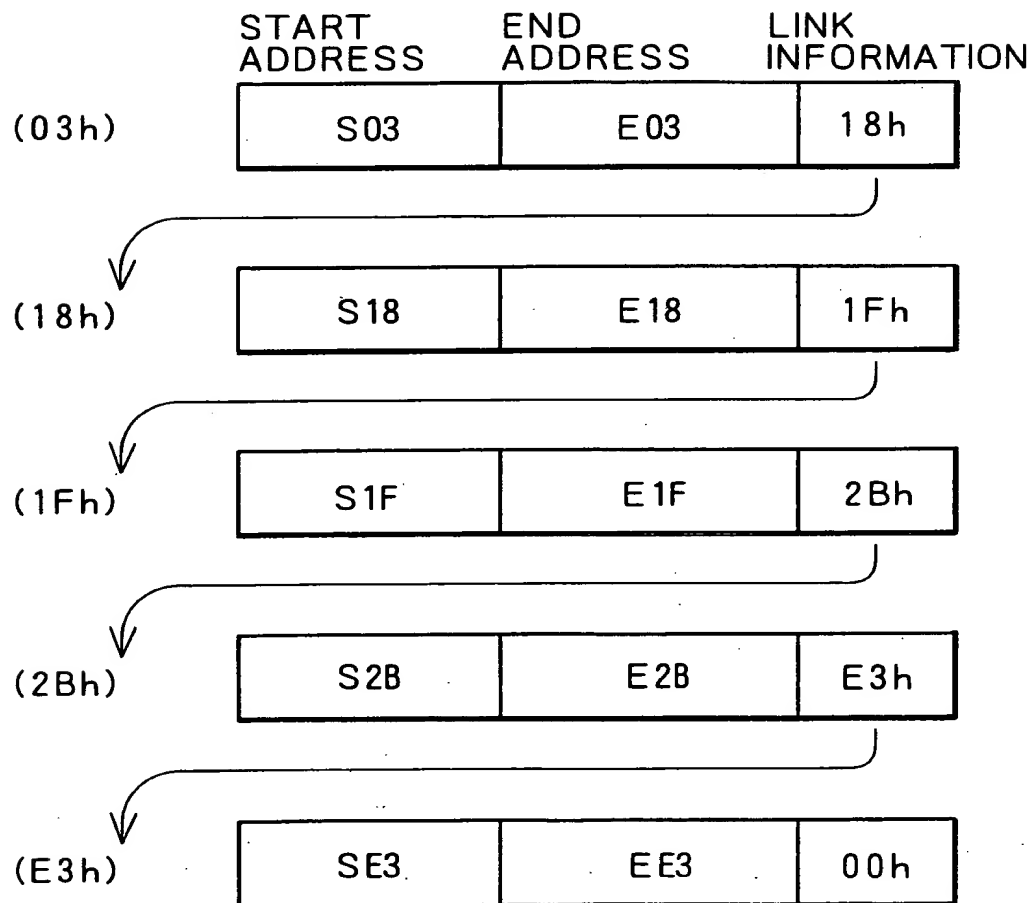 START ADDRESS END ADDRESS LINK INFORMATION
(03h) S03 E03 18h
(18h) S18 E18 1Fh
(1Fh) S1F E1F 2Bh
(2Bh) S2B E2B E3h
(E3h) SE3 EE3 00h